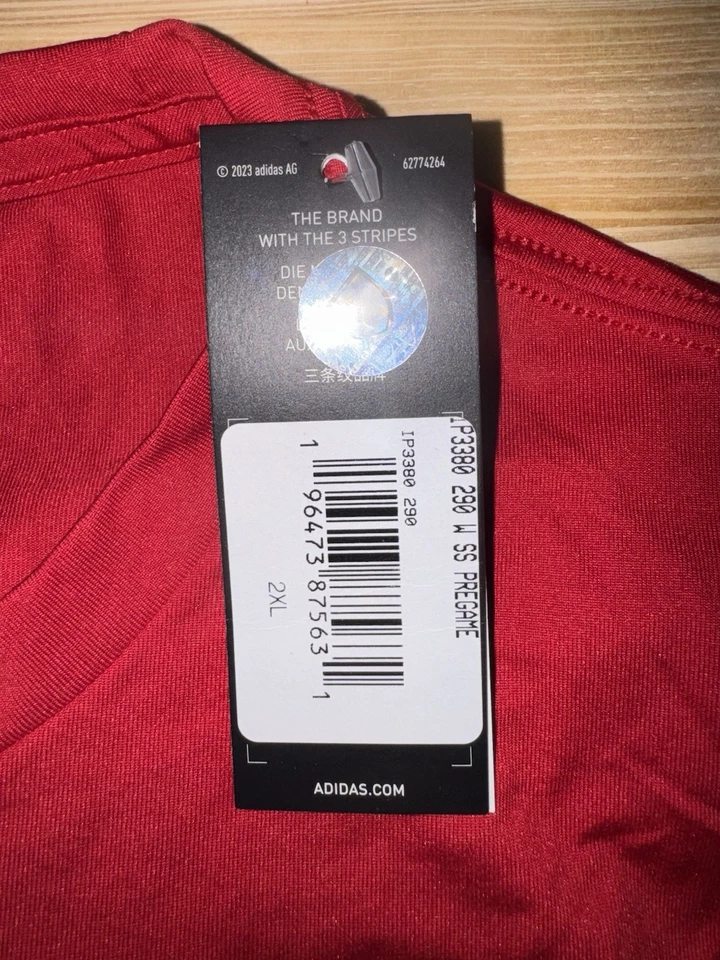 © 2023 adidas AG
62774264
THE BRAND
WITH THE 3 STRIPES
DIE
三条纹品牌
IP3380 290 W SS PREGAME
IP3380 290
1 96473 87563 1
2XL
ADIDAS.COM